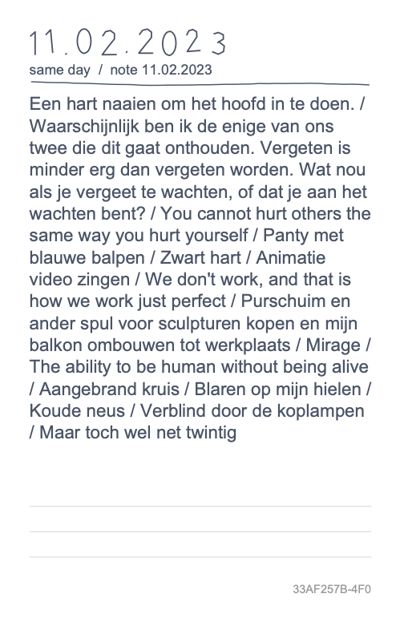 11.02.2023
same day / note 11.02.2023
Een hart naaien om het hoofd in te doen. /
Waarschijnlijk ben ik de enige van ons
twee die dit gaat onthouden. Vergeten is
minder erg dan vergeten worden. Wat nou
als je vergeet te wachten, of dat je aan het
wachten bent? / You cannot hurt others the
same way you hurt yourself / Panty met
blauwe balpen / Zwart hart / Animatie
video zingen / We don't work, and that is
how we work just perfect / Purschuim en
ander spul voor sculpturen kopen en mijn
balkon ombouwen tot werkplaats / Mirage /
The ability to be human without being alive
/ Aangebrand kruis / Blaren op mijn hielen /
Koude neus / Verblind door de koplampen
/ Maar toch wel net twintig
33AF257B-4F0